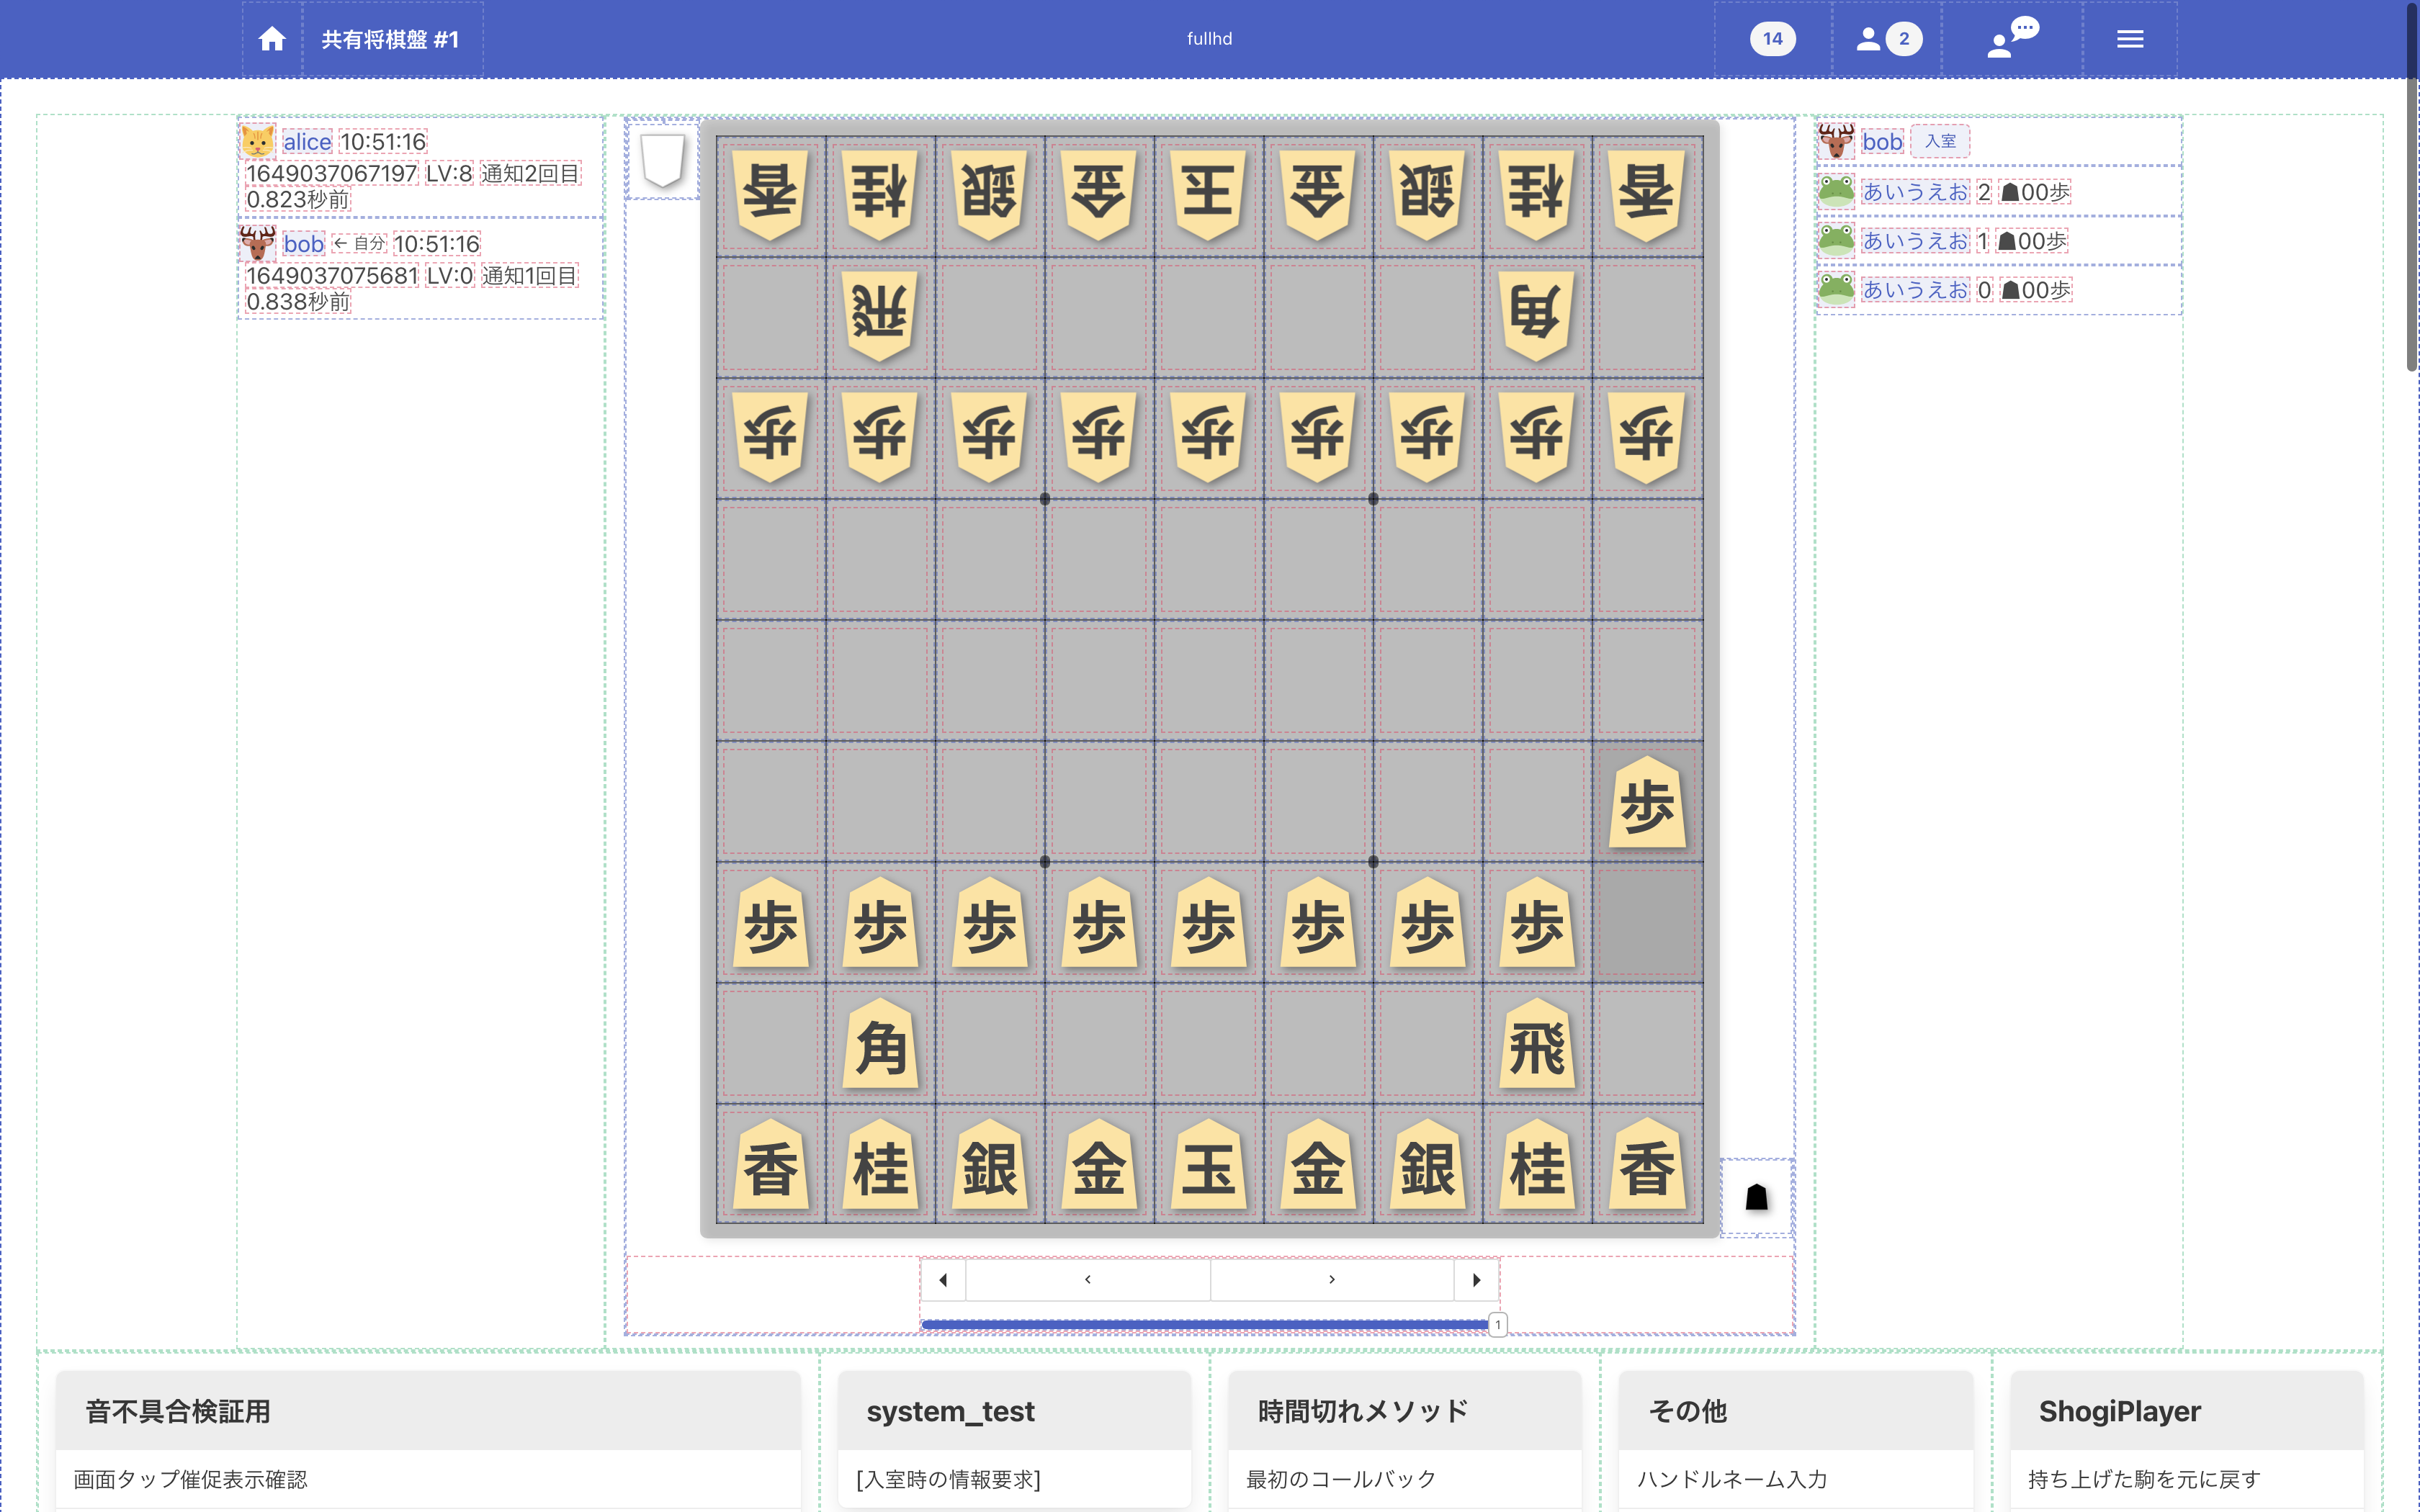 共有将棋盤 #1 fullhd 14 2
alice 10:51:16
1649037067197 LV:8 通知2回目
0.823秒前
bob ← 自分 10:51:16
1649037075681 LV:0 通知1回目
0.838秒前
香 桂 銀 金 玉 金 銀 桂 香
飛 角
歩 歩 歩 歩 歩 歩 歩 歩 歩
歩
歩 歩 歩 歩 歩 歩 歩 歩
角 飛
香 桂 銀 金 玉 金 銀 桂 香
1
bob 入室
あいうえお 2 ☗00歩
あいうえお 1 ☗00歩
あいうえお 0 ☗00歩
音不具合検証用
画面タップ催促表示確認
system_test
[入室時の情報要求]
時間切れメソッド
最初のコールバック
その他
ハンドルネーム入力
ShogiPlayer
持ち上げた駒を元に戻す